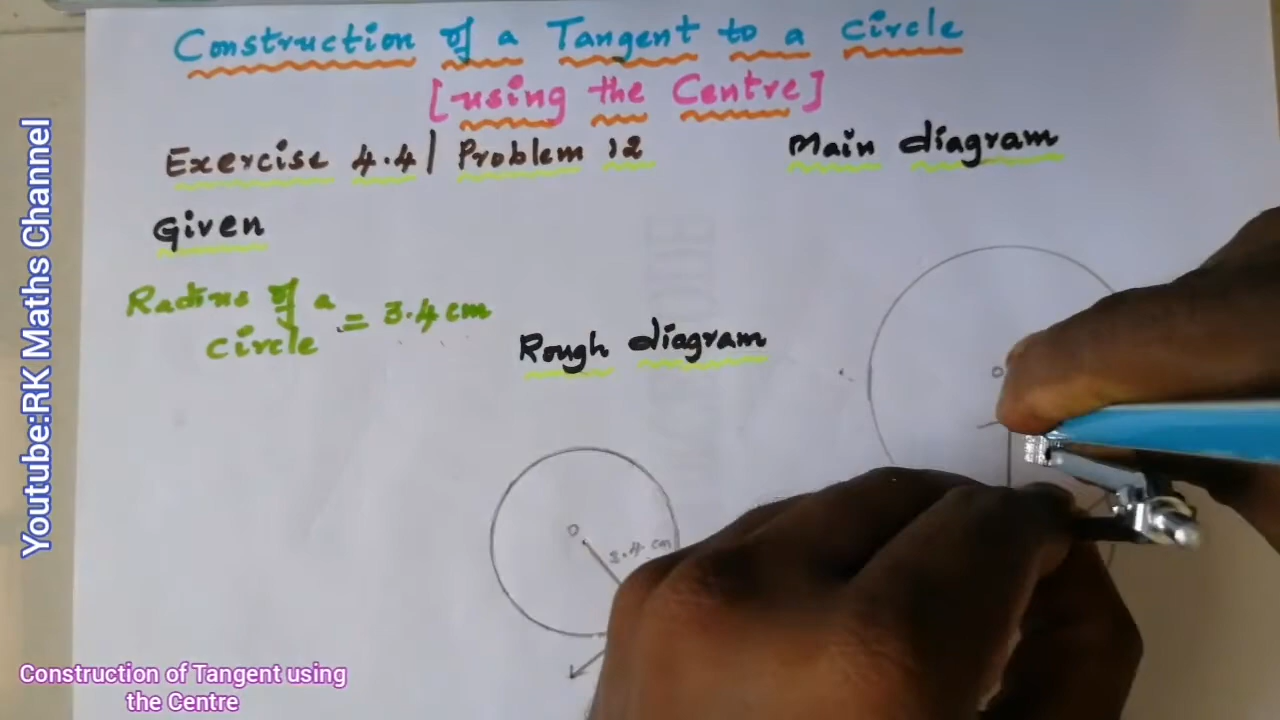 Construction of a Tangent to a circle
[using the Centre]
Exercise 4.4| Problem 12
Main diagram
Given
Radius of a
circle = 3.4 cm
Rough diagram
O
O
3.4 cm
Youtube:RK Maths Channel
Construction of Tangent using
the Centre